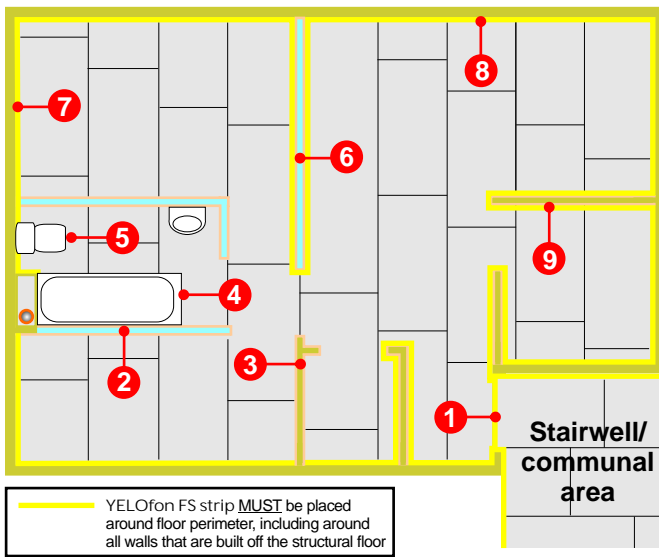 8
7
6
5
9
4
3
2
1
Stairwell/
communal
area
YELOfon FS strip MUST be placed
around floor perimeter, including around
all walls that are built off the structural floor